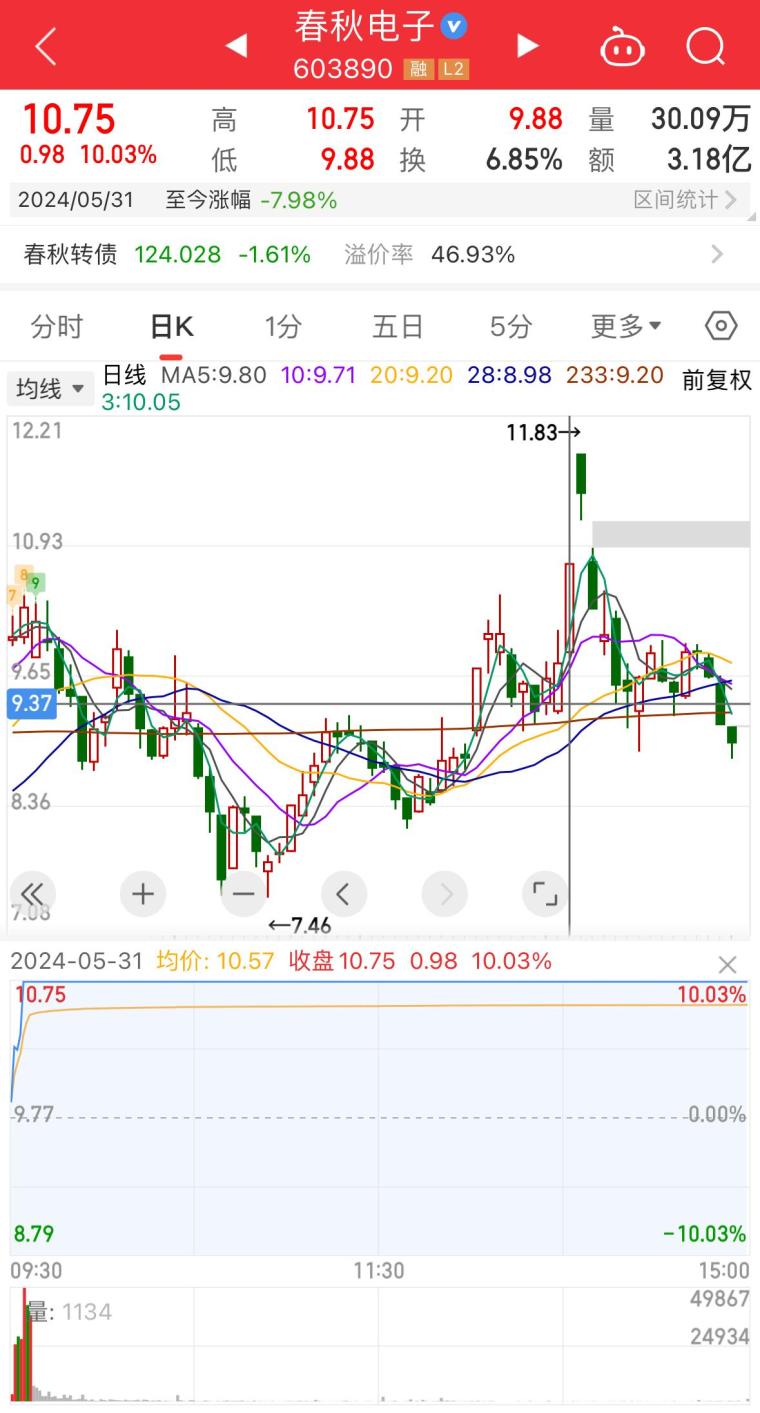 春秋电子
603890 融 L2
10.75 高 10.75 开 9.88 量 30.09万
0.98 10.03% 低 9.88 换 6.85% 额 3.18亿
2024/05/31 至今涨幅 -7.98% 区间统计
春秋转债 124.028 -1.61% 溢价率 46.93%
分时 日K 1分 五日 5分 更多
均线 日线 MA5:9.80 10:9.71 20:9.20 28:8.98 233:9.20 前复权
3:10.05
12.21
11.83→
10.93
8
7 9
9.65
9.37
8.36
7.08
←7.46
2024-05-31 均价: 10.57 收盘 10.75 0.98 10.03%
10.75 10.03%
9.77 0.00%
8.79 -10.03%
09:30 11:30 15:00
量: 1134 49867
24934